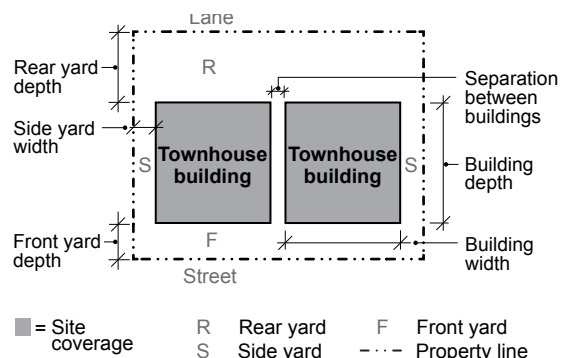 Lane
Rear yard
depth
R
Separation
between
buildings
Side yard
width
S
Townhouse
building
Townhouse
building
S
Building
depth
Front yard
depth
F
Building
width
Street
= Site
coverage
R Rear yard
F Front yard
S Side yard
Property line